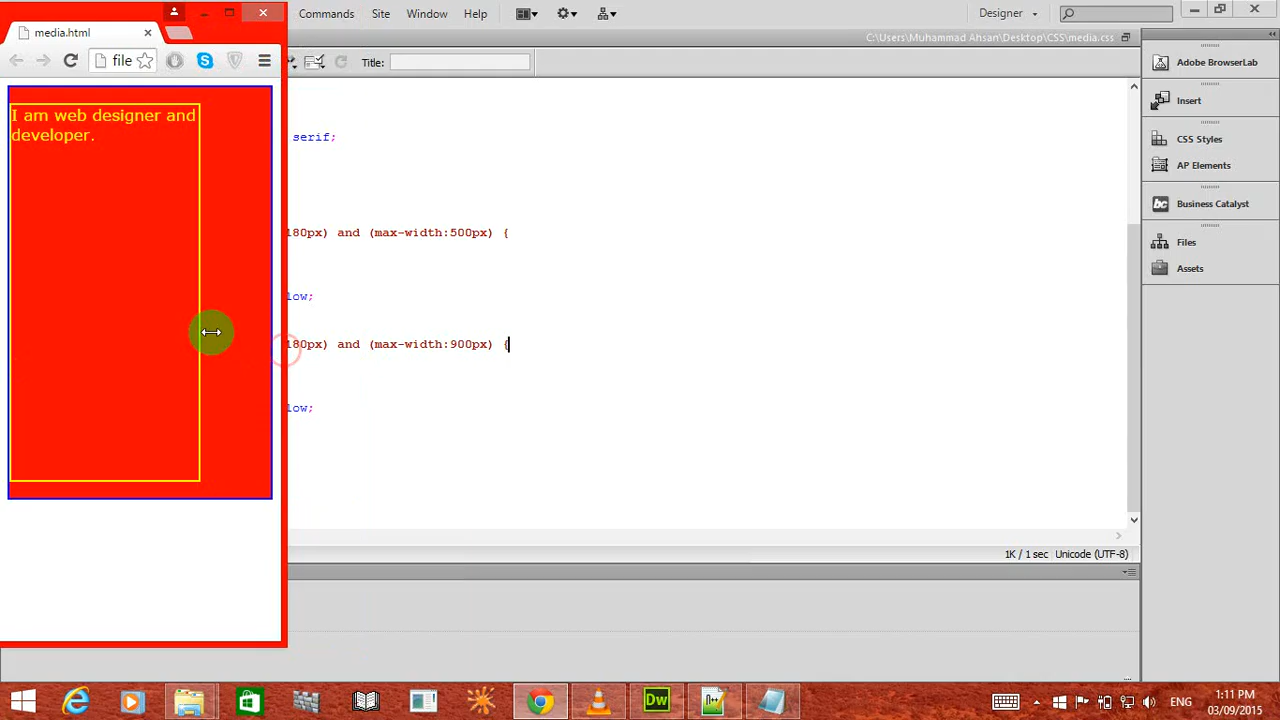 Commands Site Window Help
Designer
media.html
file
C:\Users\Muhammad Ahsan\Desktop\CSS\media.css
Title:
Adobe BrowserLab
Insert
CSS Styles
AP Elements
Business Catalyst
Files
Assets
I am web designer and
developer.
serif;
180px) and (max-width:500px) {
low;
180px) and (max-width:900px) {
low;
1K / 1 sec Unicode (UTF-8)
Dw
ENG
1:11 PM
03/09/2015